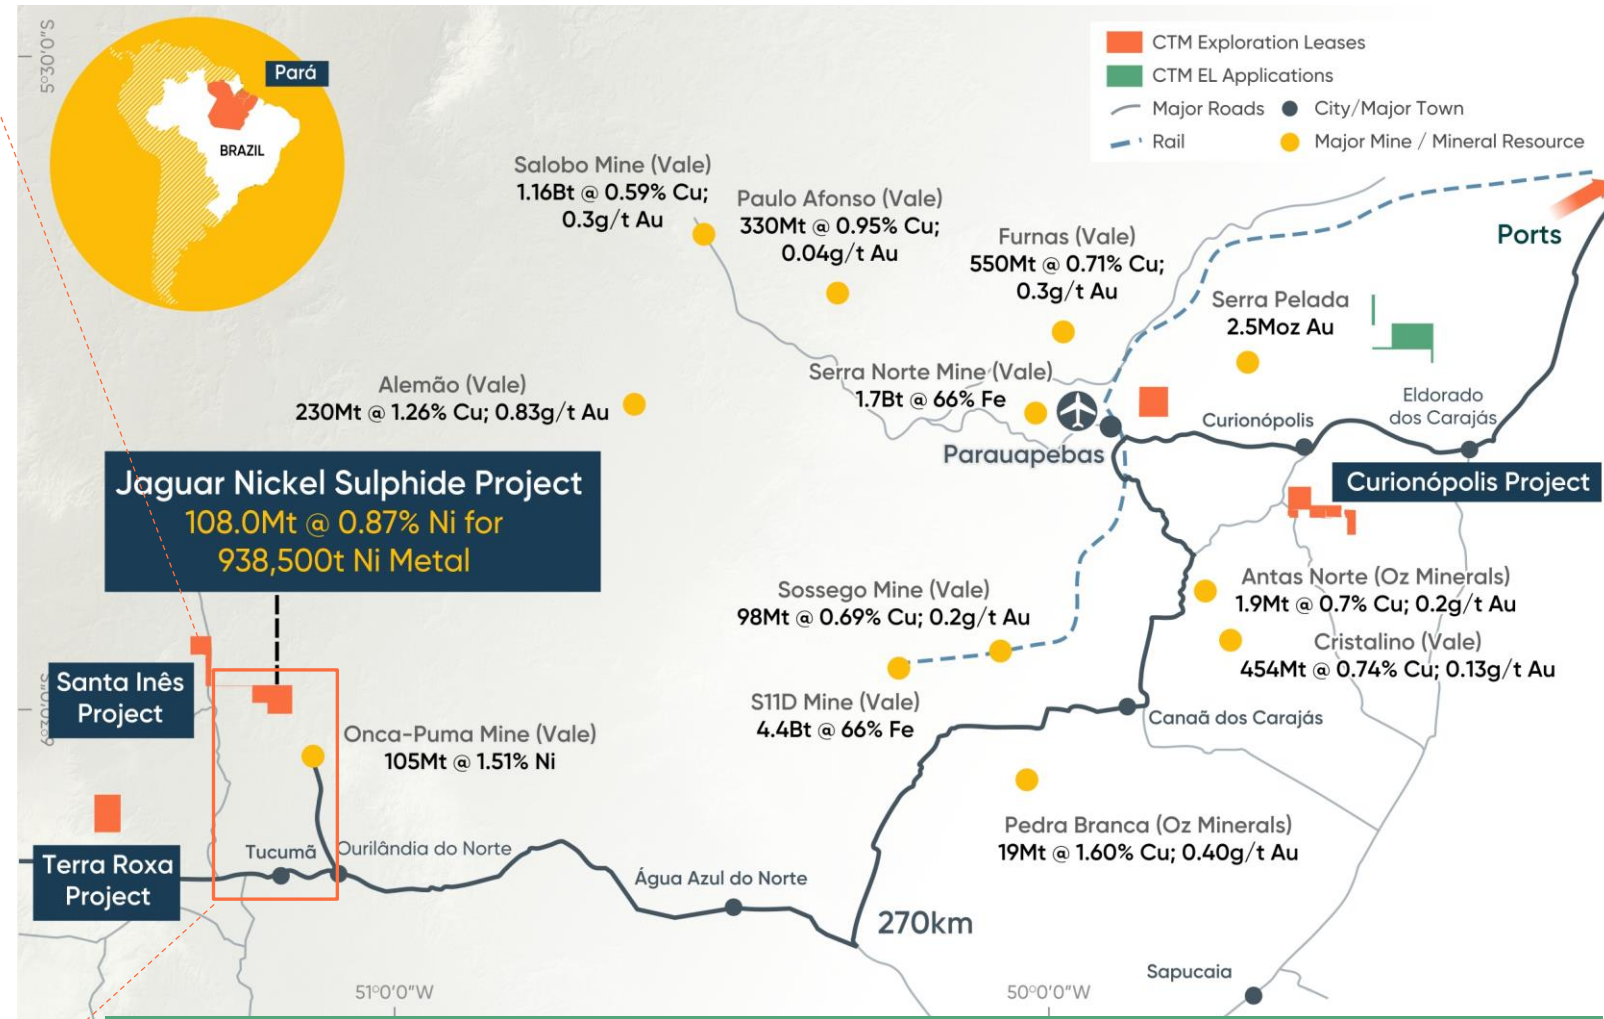 5°30'0"S
Pará
BRAZIL
CTM Exploration Leases
CTM EL Applications
Major Roads
City/Major Town
Rail
Major Mine / Mineral Resource
Salobo Mine (Vale)
1.16Bt @ 0.59% Cu;
0.3g/t Au
Paulo Afonso (Vale)
330Mt @ 0.95% Cu;
0.04g/t Au
Furnas (Vale)
550Mt @ 0.71% Cu;
0.3g/t Au
Ports
Serra Pelada
2.5Moz Au
Alemão (Vale)
230Mt @ 1.26% Cu; 0.83g/t Au
Serra Norte Mine (Vale)
1.7Bt @ 66% Fe
Parauapebas
Curionópolis
Eldorado
dos Carajás
Jaguar Nickel Sulphide Project
108.0Mt @ 0.87% Ni for
938,500t Ni Metal
Curionópolis Project
Sossego Mine (Vale)
98Mt @ 0.69% Cu; 0.2g/t Au
Antas Norte (Oz Minerals)
1.9Mt @ 0.7% Cu; 0.2g/t Au
Cristalino (Vale)
454Mt @ 0.74% Cu; 0.13g/t Au
Santa Inês
Project
6°30'0"S
S11D Mine (Vale)
4.4Bt @ 66% Fe
Canaã dos Carajás
Onca-Puma Mine (Vale)
105Mt @ 1.51% Ni
Pedra Branca (Oz Minerals)
19Mt @ 1.60% Cu; 0.40g/t Au
Terra Roxa
Project
Tucumã
Ourilândia do Norte
Água Azul do Norte
270km
Sapucaia
51°0'0"W
50°0'0"W